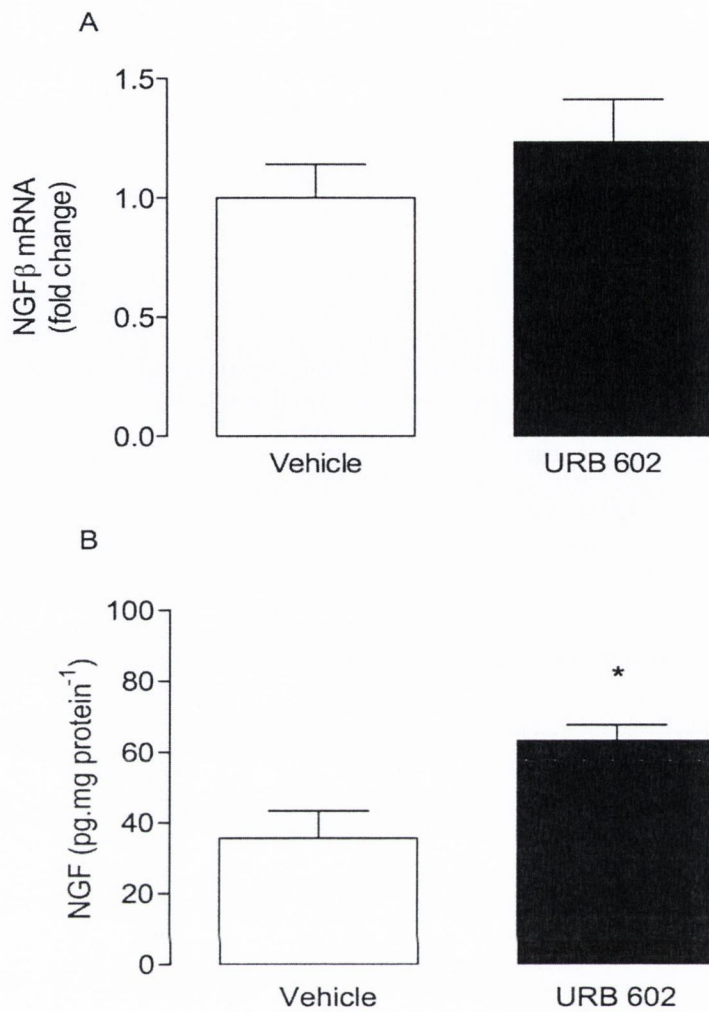 A
NGFβ mRNA
(fold change)
1.5
1.0
0.5
0.0
Vehicle URB 602
B
NGF (pg.mg protein⁻¹)
100
80
60
40
20
0
*
Vehicle URB 602